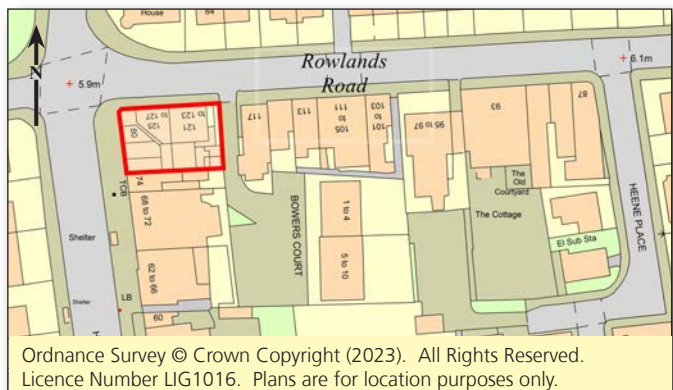 House
84
N
5.9m
Rowlands
Road
6.1m
80
125
to 127
121
to 123
117
113
111
to
105
103
to
101
95 to 97
93
87
74
TCB
68 to 72
Shelter
62 to 66
Shelter
LB
60
BOWERS COURT
1 to 4
5 to 10
The
Old
Courtyard
The Cottage
El Sub Sta
HEENE PLACE
Ordnance Survey © Crown Copyright (2023). All Rights Reserved.
Licence Number LIG1016. Plans are for location purposes only.